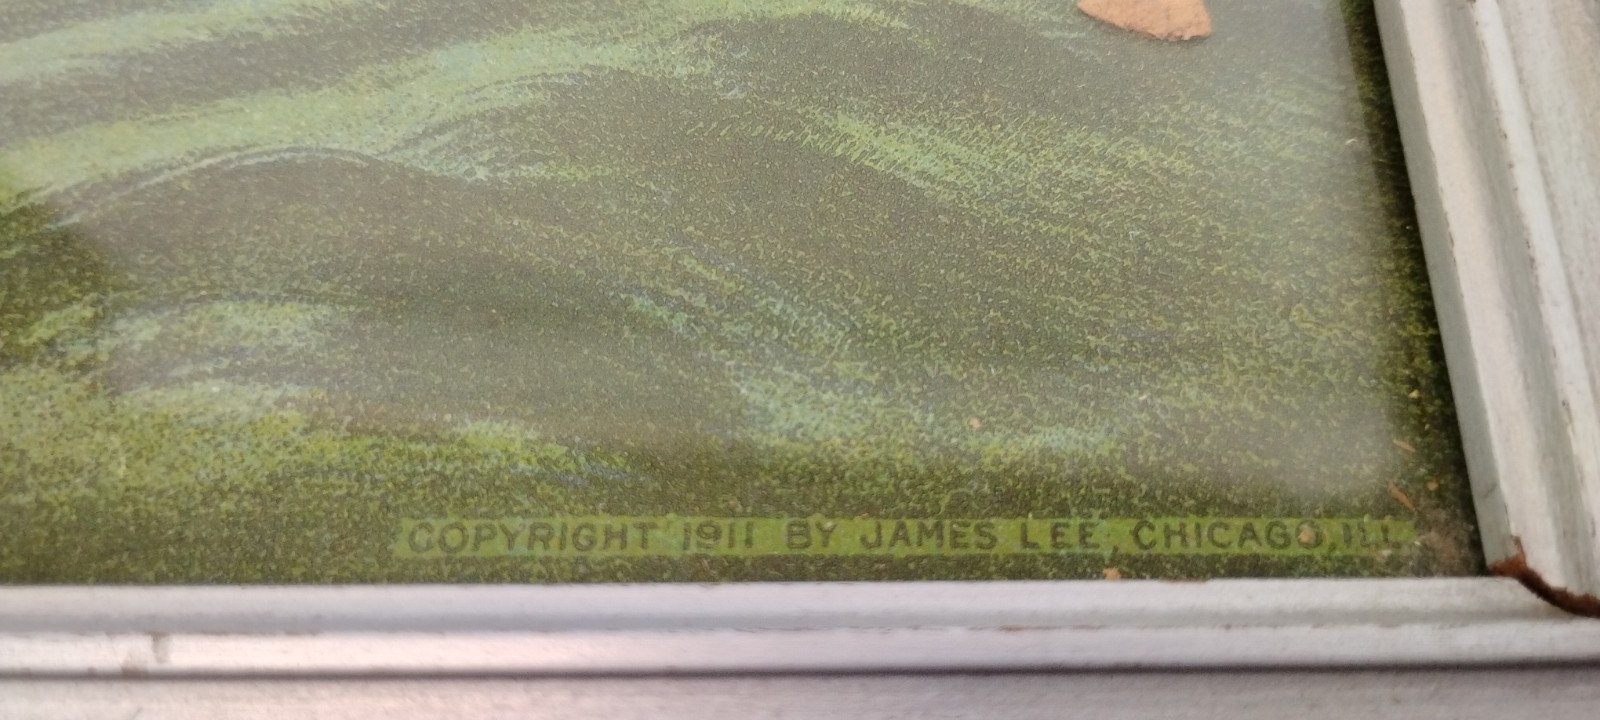 COPYRIGHT 1911 BY JAMES LEE, CHICAGO, ILL.